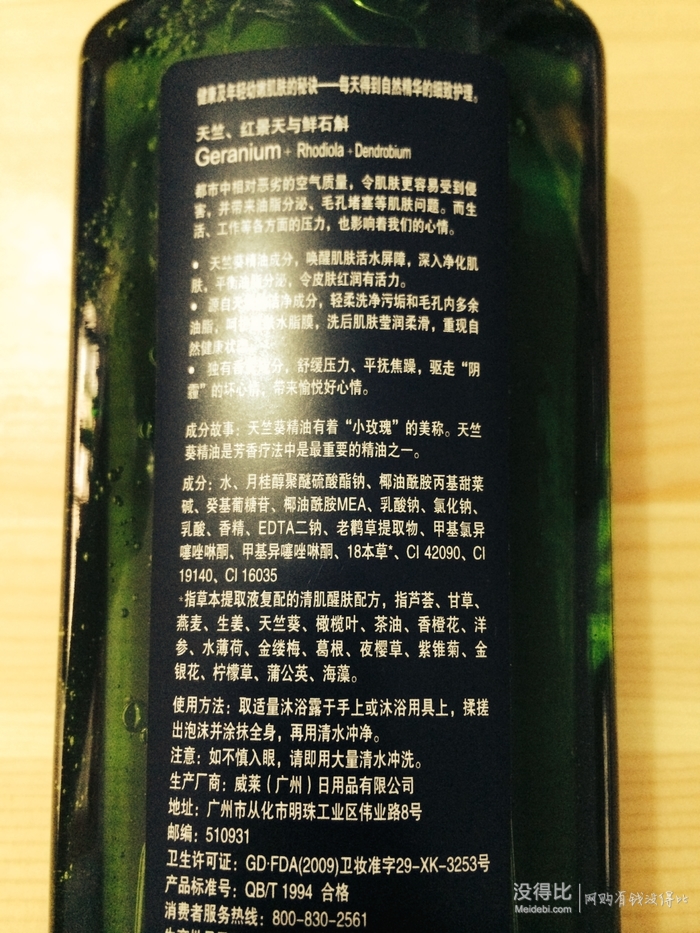 健康及年轻幼嫩肌肤的秘诀——每天得到自然精华的细致护理。
天竺、红景天与鲜石斛
Geranium + Rhodiola + Dendrobium
都市中相对恶劣的空气质量，令肌肤更容易受到侵
害，并带来油脂分泌、毛孔堵塞等肌肤问题。而生
活、工作等各方面的压力，也影响着我们的心情。
• 天竺葵精油成分，唤醒肌肤活水屏障，深入净化肌
肤，平衡油脂分泌，令皮肤红润有活力。
• 源自天 净成分，轻柔洗净污垢和毛孔内多余
油脂， 水脂膜，洗后肌肤莹润柔滑，重现自
然健康状
• 独有 分，舒缓压力、平抚焦躁，驱走“阴
霾”的坏心情，带来愉悦好心情。
成分故事：天竺葵精油有着“小玫瑰”的美称。天竺
葵精油是芳香疗法中是最重要的精油之一。
成分：水、月桂醇聚醚硫酸酯钠、椰油酰胺丙基甜菜
碱、癸基葡糖苷、椰油酰胺MEA、乳酸钠、氯化钠、
乳酸、香精、EDTA二钠、老鹳草提取物、甲基氯异
噻唑啉酮、甲基异噻唑啉酮、18本草*、CI 42090、CI
19140、CI 16035
*指草本提取液复配的清肌醒肤配方，指芦荟、甘草、
燕麦、生姜、天竺葵、橄榄叶、茶油、香橙花、洋
参、水薄荷、金缕梅、葛根、夜樱草、紫锥菊、金
银花、柠檬草、蒲公英、海藻。
使用方法：取适量沐浴露于手上或沐浴用具上，揉搓
出泡沫并涂抹全身，再用清水冲净。
注意：如不慎入眼，请即用大量清水冲洗。
生产厂商：威莱（广州）日用品有限公司
地址：广州市从化市明珠工业区伟业路8号
邮编：510931
卫生许可证：GD·FDA(2009)卫妆准字29-XK-3253号
产品标准号：QB/T 1994 合格
消费者服务热线：800-830-2561
没得比
Meidebi.com
网购有钱没得比